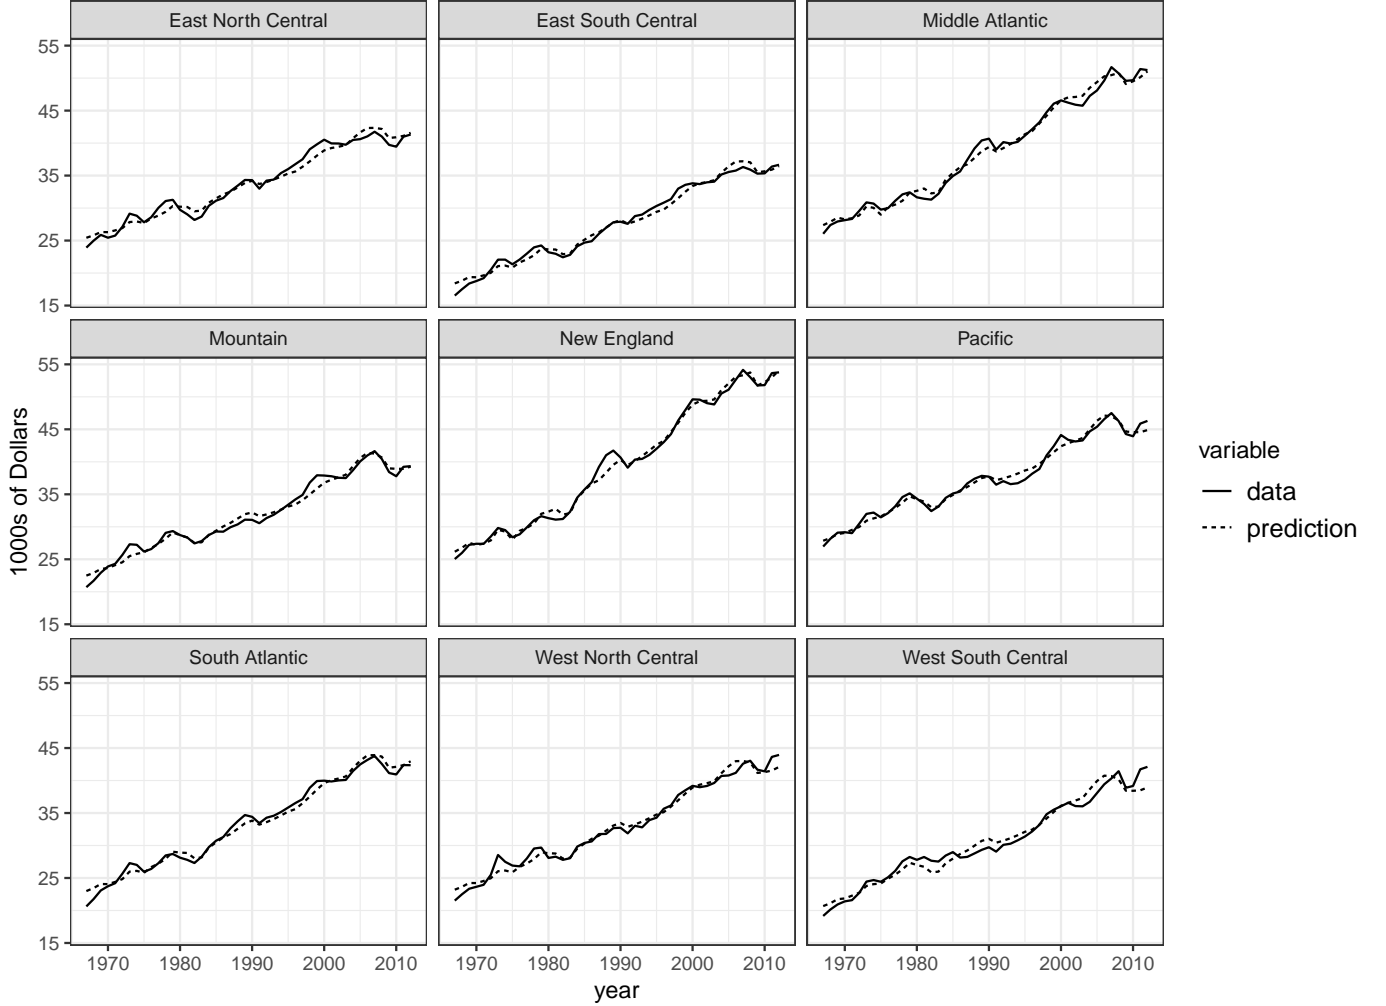 East North Central
East South Central
Middle Atlantic
55
45
35
25
15
Mountain
New England
Pacific
55
45
35
25
15
1000s of Dollars
variable
data
prediction
South Atlantic
West North Central
West South Central
55
45
35
25
15
1970 1980 1990 2000 2010
1970 1980 1990 2000 2010
1970 1980 1990 2000 2010
year